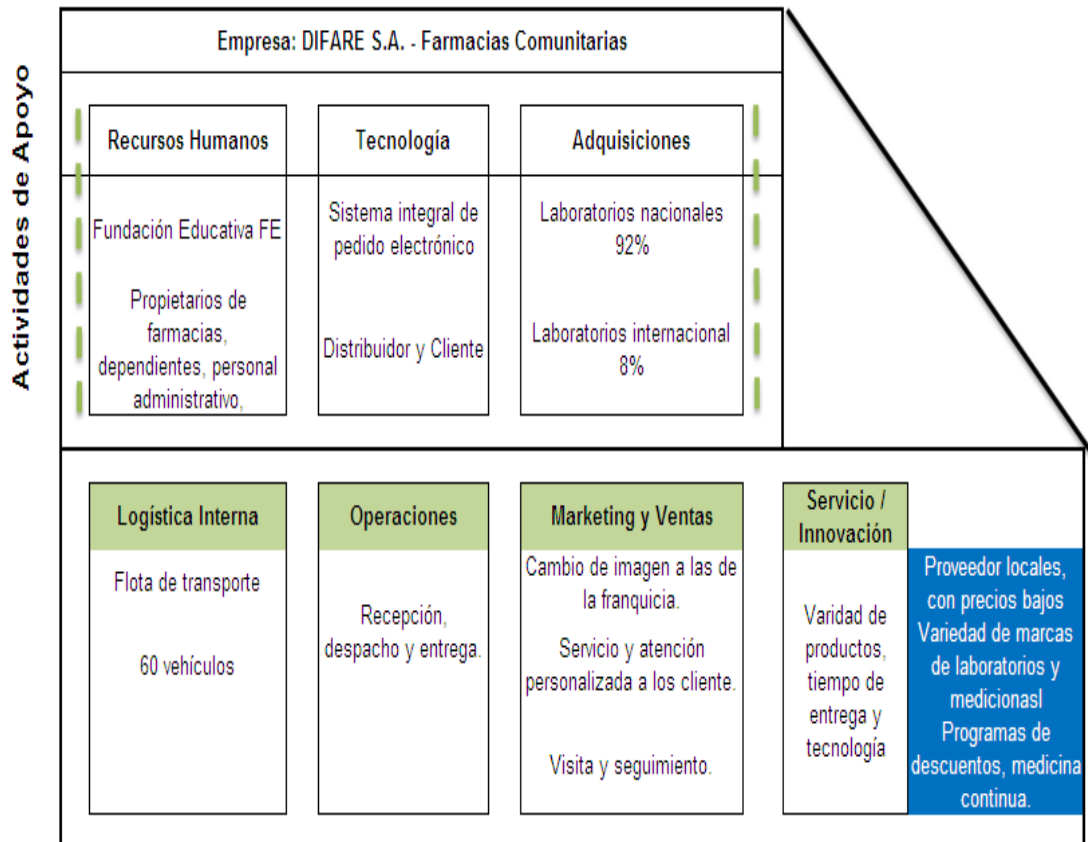 Empresa: DIFARE S.A. - Farmacias Comunitarias
Actividades de Apoyo
Recursos Humanos
Fundación Educativa FE
Propietarios de
farmacias,
dependientes, personal
administrativo,
Tecnología
Sistema integral de
pedido electrónico
Distribuidor y Cliente
Adquisiciones
Laboratorios nacionales
92%
Laboratorios internacional
8%
Logística Interna
Flota de transporte
60 vehículos
Operaciones
Recepción,
despacho y entrega.
Marketing y Ventas
Cambio de imagen a las de
la franquicia.
Servicio y atención
personalizada a los cliente.
Visita y seguimiento.
Servicio /
Innovación
Varidad de
productos,
tiempo de
entrega y
tecnología
Proveedor locales,
con precios bajos
Variedad de marcas
de laboratorios y
medicionasl
Programas de
descuentos, medicina
continua.